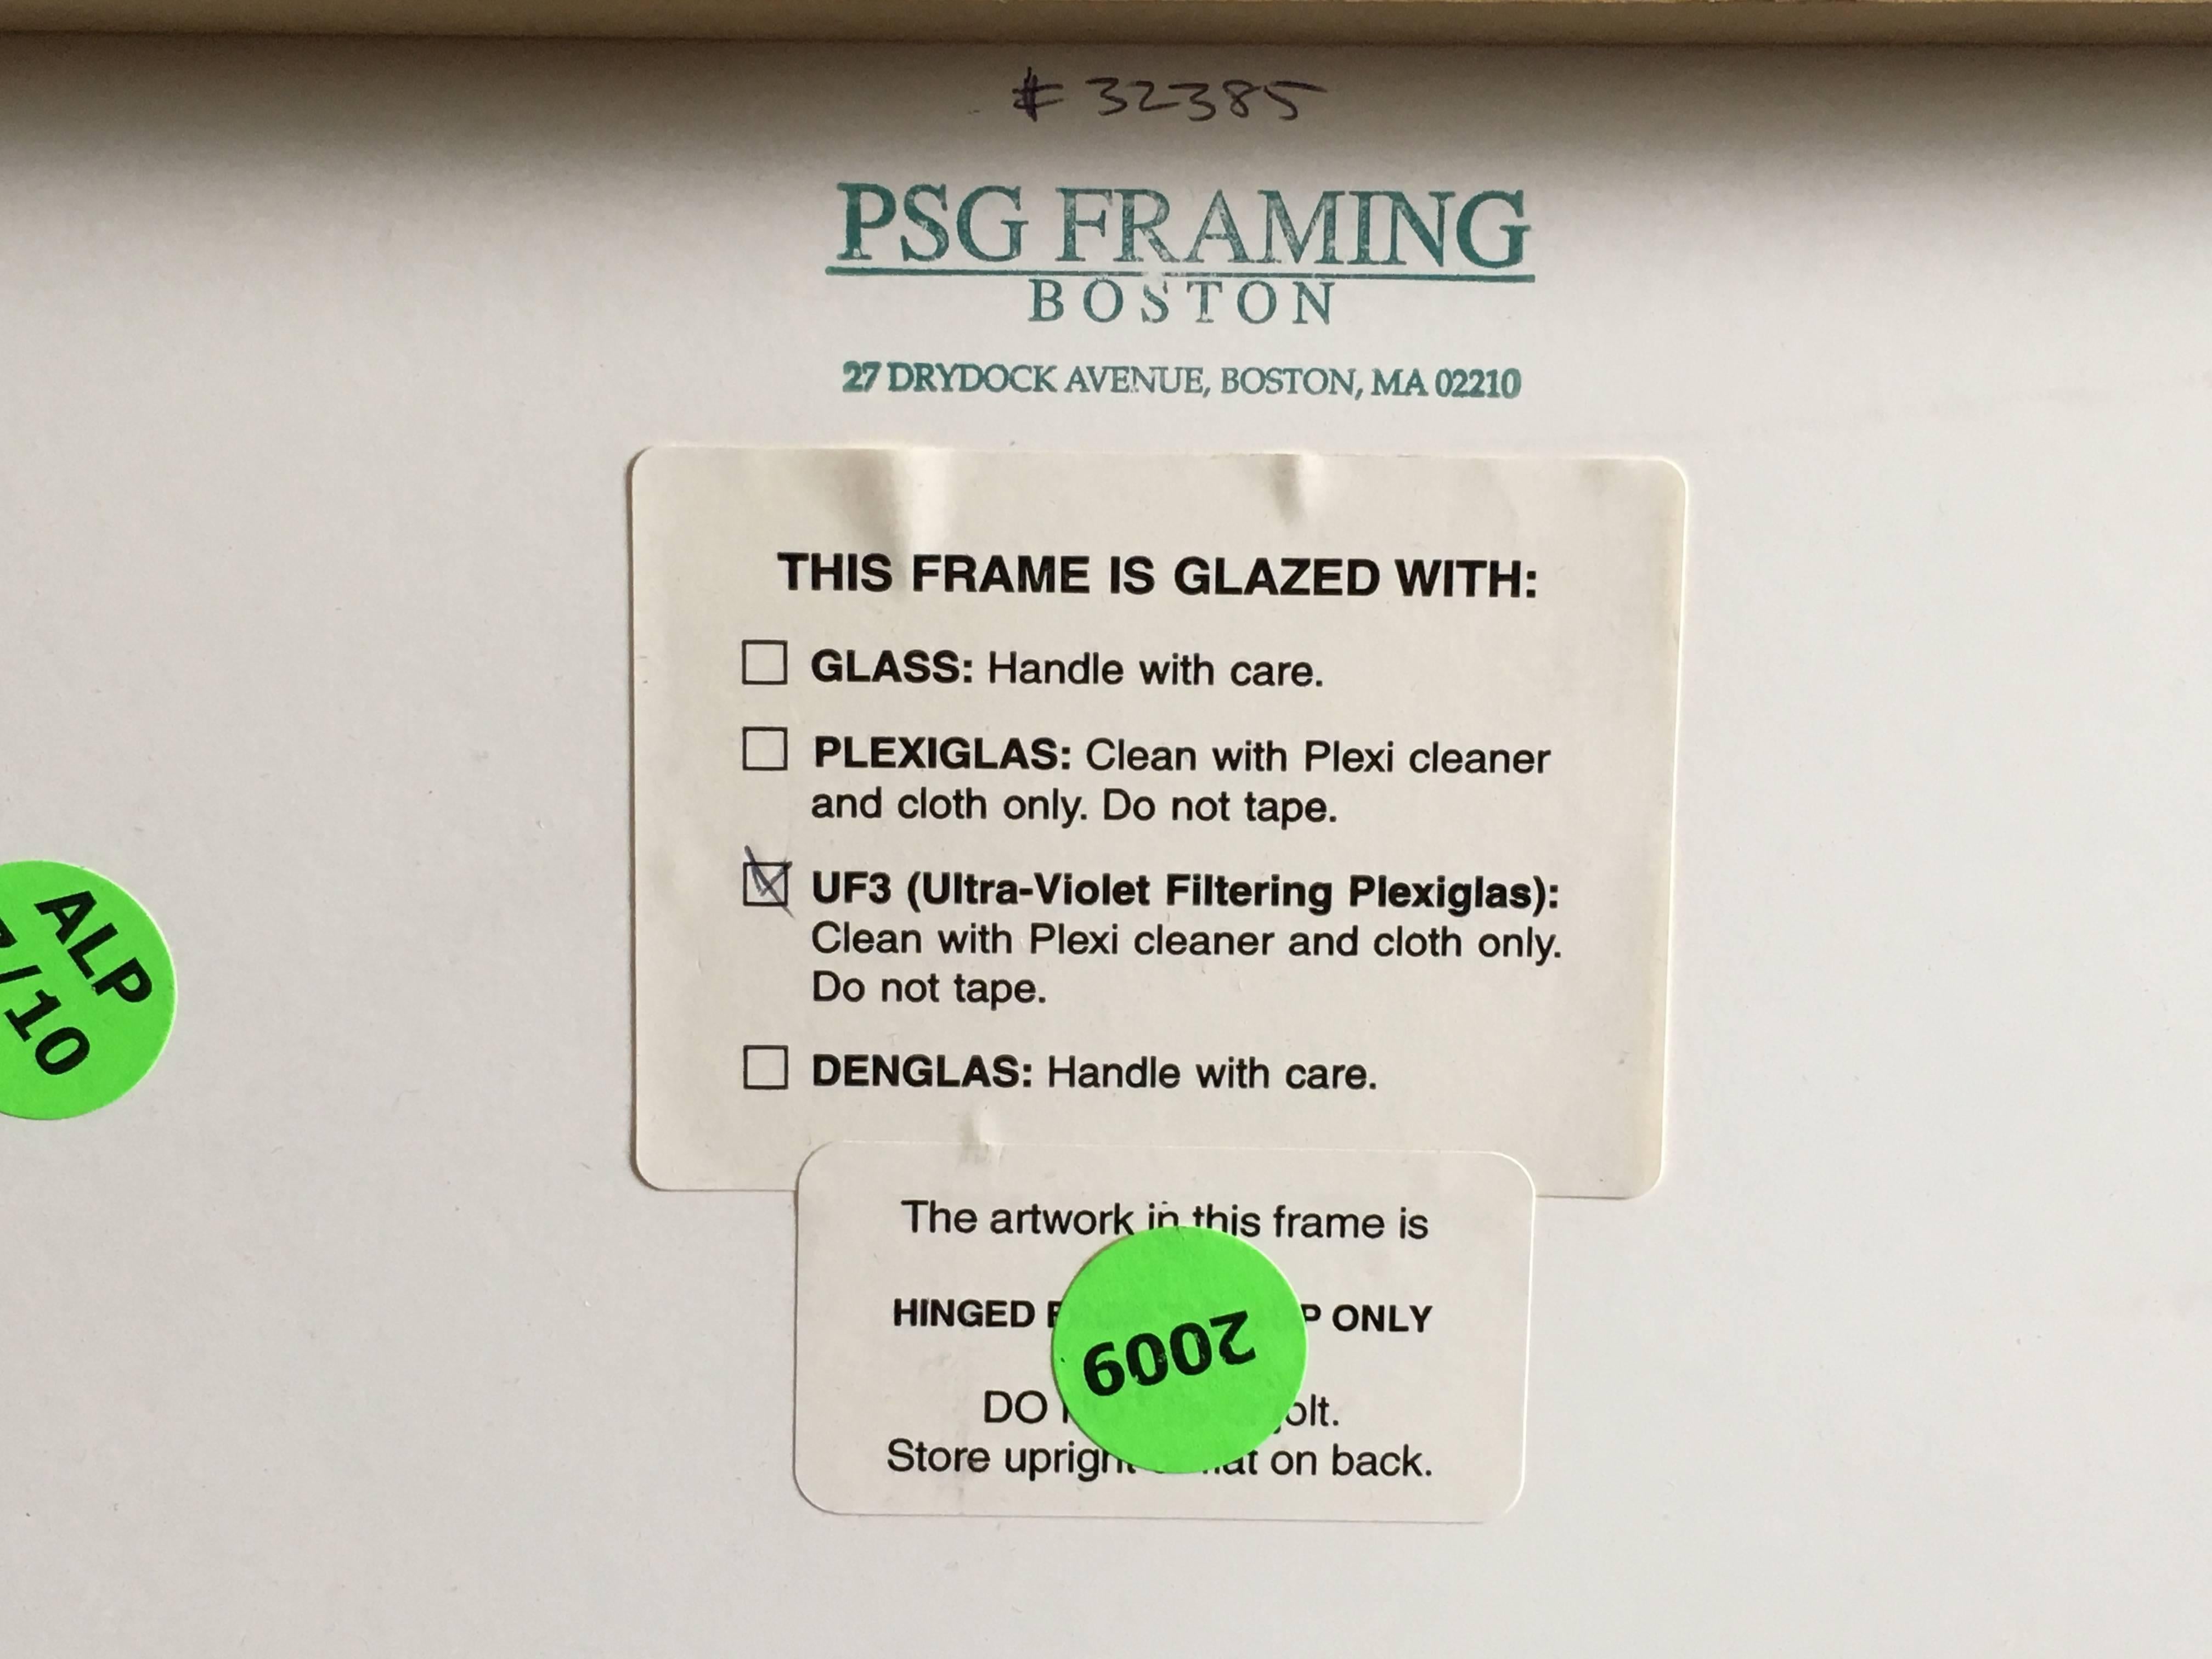 # 32385
PSG FRAMING
BOSTON
27 DRYDOCK AVENUE, BOSTON, MA 02210
THIS FRAME IS GLAZED WITH:
GLASS: Handle with care.
PLEXIGLAS: Clean with Plexi cleaner
and cloth only. Do not tape.
UF3 (Ultra-Violet Filtering Plexiglas):
Clean with Plexi cleaner and cloth only.
Do not tape.
DENGLAS: Handle with care.
ALP
/10
The artwork in this frame is
HINGED ONLY
2009
DO
Store upright on back.